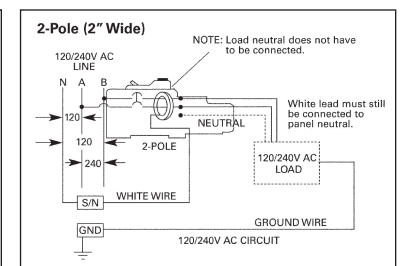 2-Pole (2" Wide)
NOTE: Load neutral does not have
to be connected.
120/240V AC
LINE
N A B
120
120
240
NEUTRAL
2-POLE
White lead must still
be connected to
panel neutral.
120/240V AC
LOAD
WHITE WIRE
S/N
GROUND WIRE
GND
120/240V AC CIRCUIT